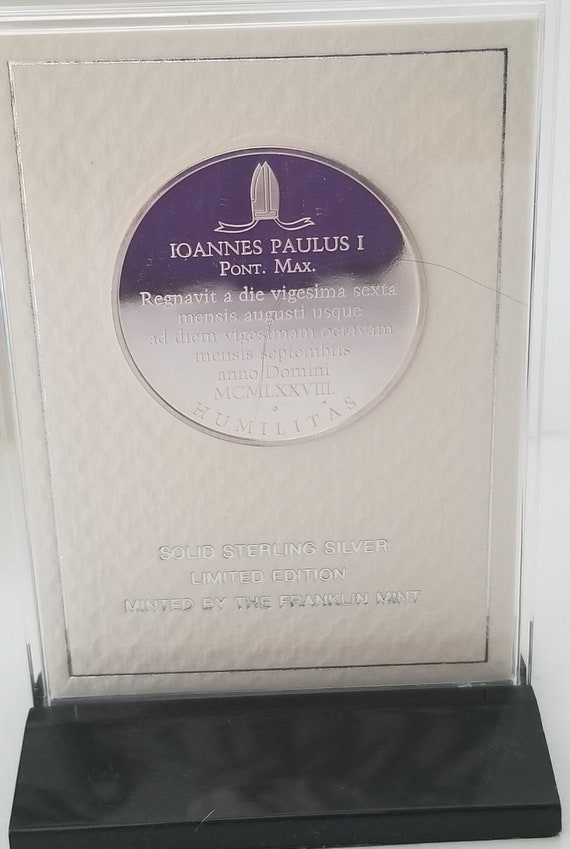 IOANNES PAULUS I
PONT. MAX.
Regnavit a die vigesima sexta
mensis augusti usque
ad diem vigesimam octavam
mensis septembilis
anno Domini
MCMLXXVIII.
HUMILITAS
SOLID STERLING SILVER
LIMITED EDITION
MINTED BY THE FRANKLIN MINT